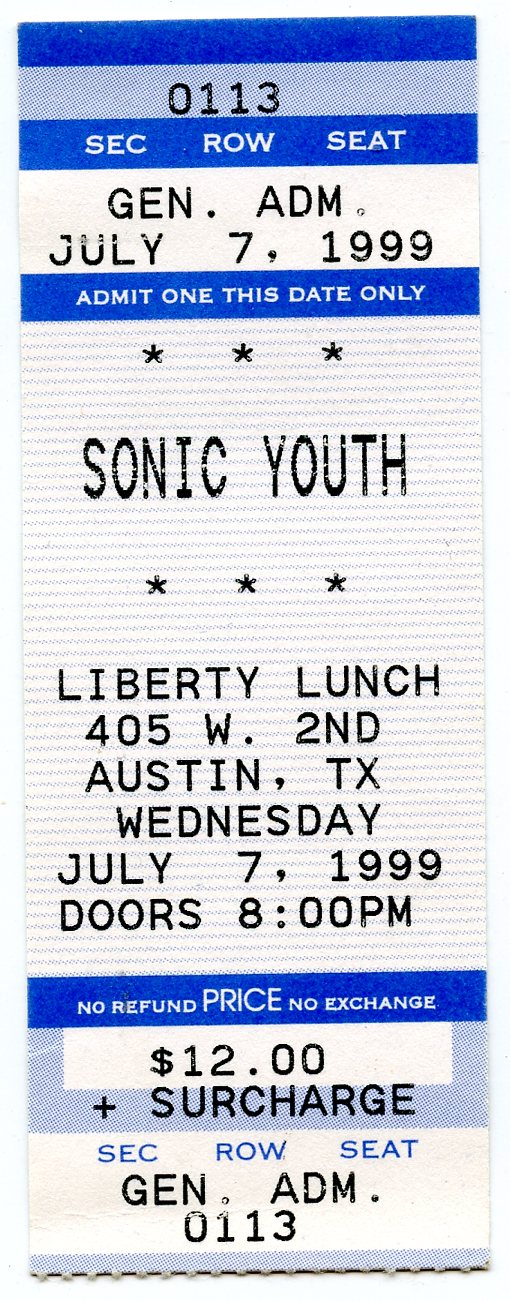 0113
SEC ROW SEAT
GEN. ADM.
JULY 7, 1999
ADMIT ONE THIS DATE ONLY
* * *
SONIC YOUTH
* * *
LIBERTY LUNCH
405 W. 2ND
AUSTIN, TX
WEDNESDAY
JULY 7, 1999
DOORS 8:00PM
NO REFUND PRICE NO EXCHANGE
$12.00
+ SURCHARGE
SEC ROW SEAT
GEN. ADM.
0113